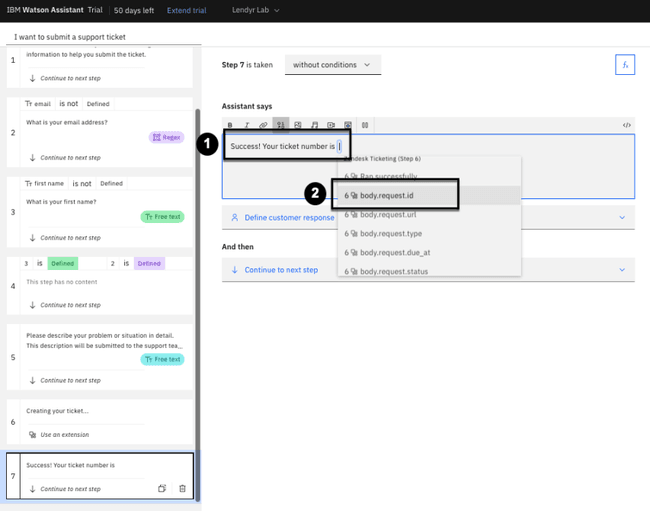 IBM Watson Assistant Trial 50 days left Extend trial Lendyr Lab
I want to submit a support ticket
1
information to help you submit the ticket.
Continue to next step
2
Tт email is not Defined
What is your email address?
Regex
Continue to next step
3
Tт first name is not Defined
What is your first name?
Tт Free text
Continue to next step
4
3 is Defined 2 is Defined
This step has no content
Continue to next step
5
Please describe your problem or situation in detail.
This description will be submitted to the support tea...
Tт Free text
Continue to next step
6
Creating your ticket...
Use an extension
7
Success! Your ticket number is
Continue to next step
Step 7 is taken without conditions
fx
Assistant says
B I </>
1
Success! Your ticket number is
Zendesk Ticketing (Step 6)
6 Ran successfully
2
6 body.request.id
6 body.request.url
6 body.request.type
6 body.request.due_at
6 body.request.status
Define customer response
And then
Continue to next step